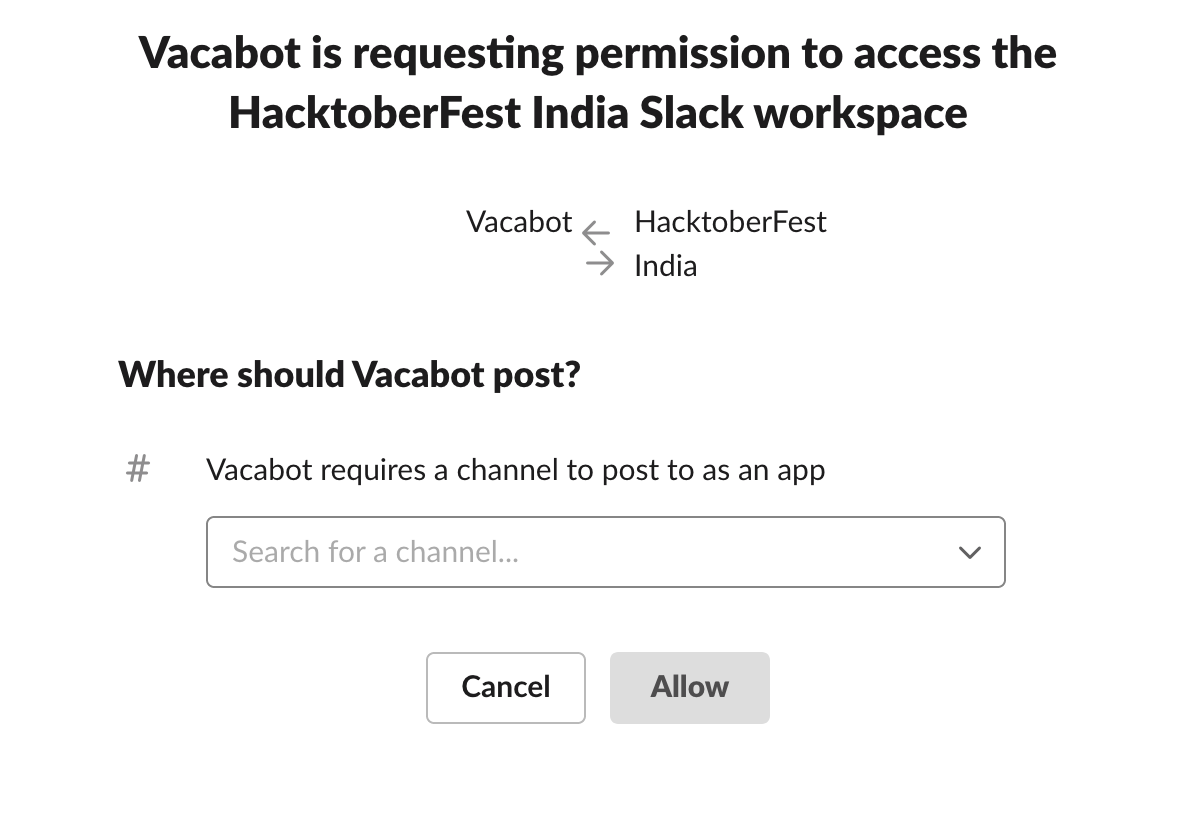 Vacabot is requesting permission to access the
HacktoberFest India Slack workspace
Vacabot
HacktoberFest
India
Where should Vacabot post?
# Vacabot requires a channel to post to as an app
Search for a channel...
Cancel
Allow